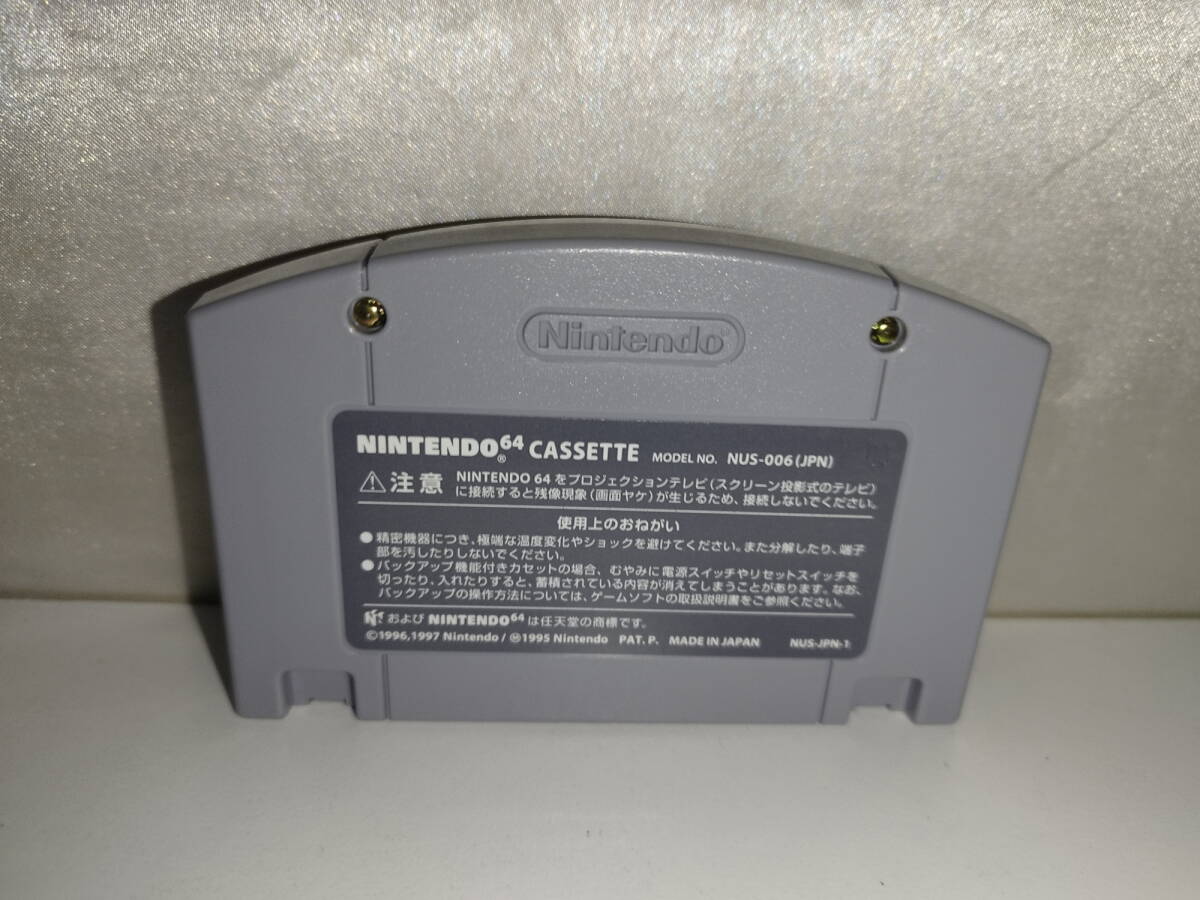 Nintendo
NINTENDO64® CASSETTE MODEL NO. NUS-006(JPN)
⚠注意 NINTENDO 64をプロジェクションテレビ(スクリーン投影式のテレビ)
に接続すると残像現象(画面ヤケ)が生じるため、接続しないでください。
使用上のおねがい
●精密機器につき、極端な温度変化やショックを避けてください。また分解したり、端子
部を汚したりしないでください。
●バックアップ機能付きカセットの場合、むやみに電源スイッチやリセットスイッチを
切ったり、入れたりすると、蓄積されている内容が消えてしまうことがあります。なお、
バックアップの操作方法については、ゲームソフトの取扱説明書をご参照ください。
および NINTENDO64 は任天堂の商標です。
©1996,1997 Nintendo/Ⓜ1995 Nintendo PAT. P. MADE IN JAPAN NUS-JPN-1